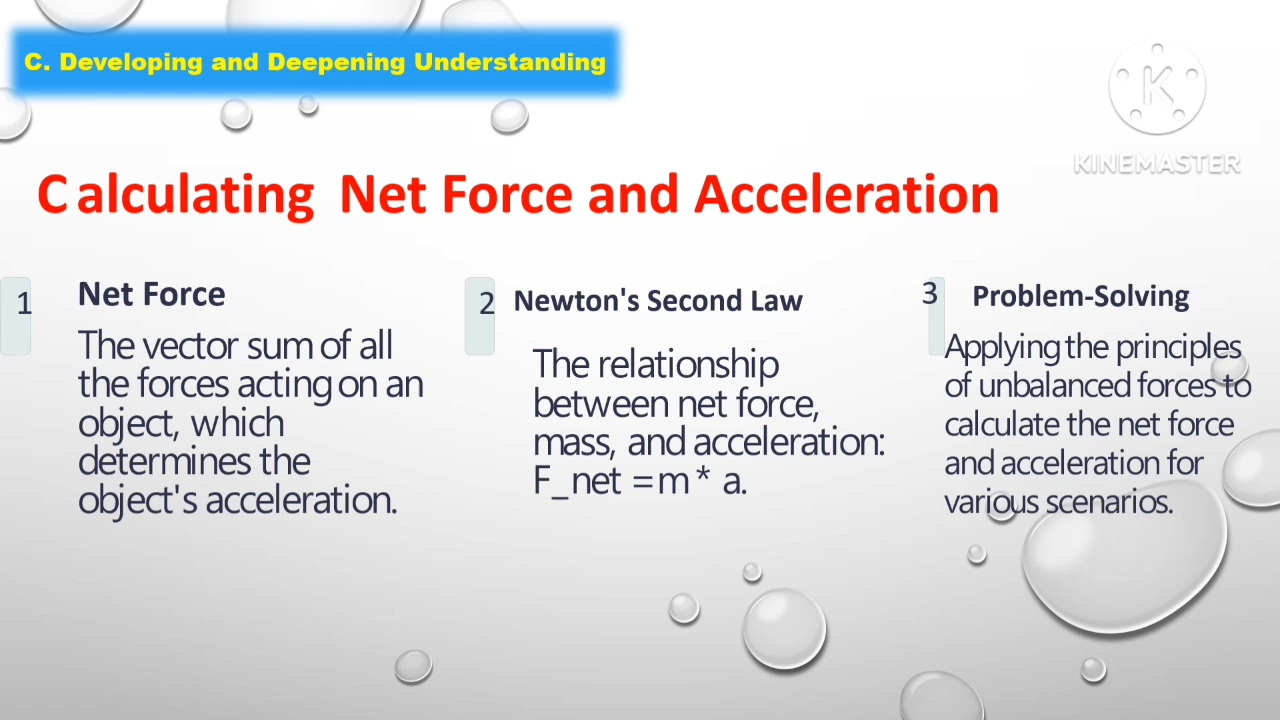 C. Developing and Deepening Understanding
K
KINEMASTER
C alculating Net Force and Acceleration
1
Net Force
The vector sum of all
the forces acting on an
object, which
determines the
object's acceleration.
2
Newton's Second Law
The relationship
between net force,
mass, and acceleration:
F_net = m * a.
3
Problem-Solving
Applying the principles
of unbalanced forces to
calculate the net force
and acceleration for
various scenarios.